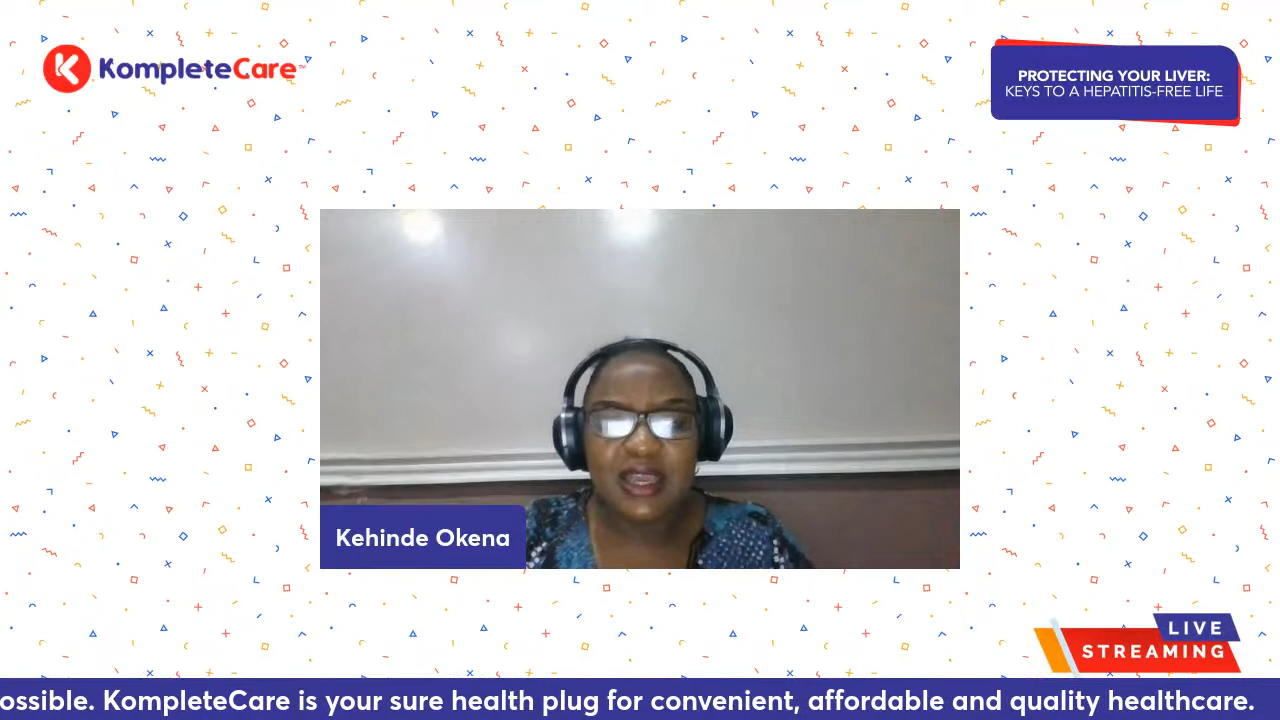 KompleteCare™
PROTECTING YOUR LIVER:
KEYS TO A HEPATITIS-FREE LIFE
Kehinde Okena
LIVE
STREAMING
ossible. KompleteCare is your sure health plug for convenient, affordable and quality healthcare.